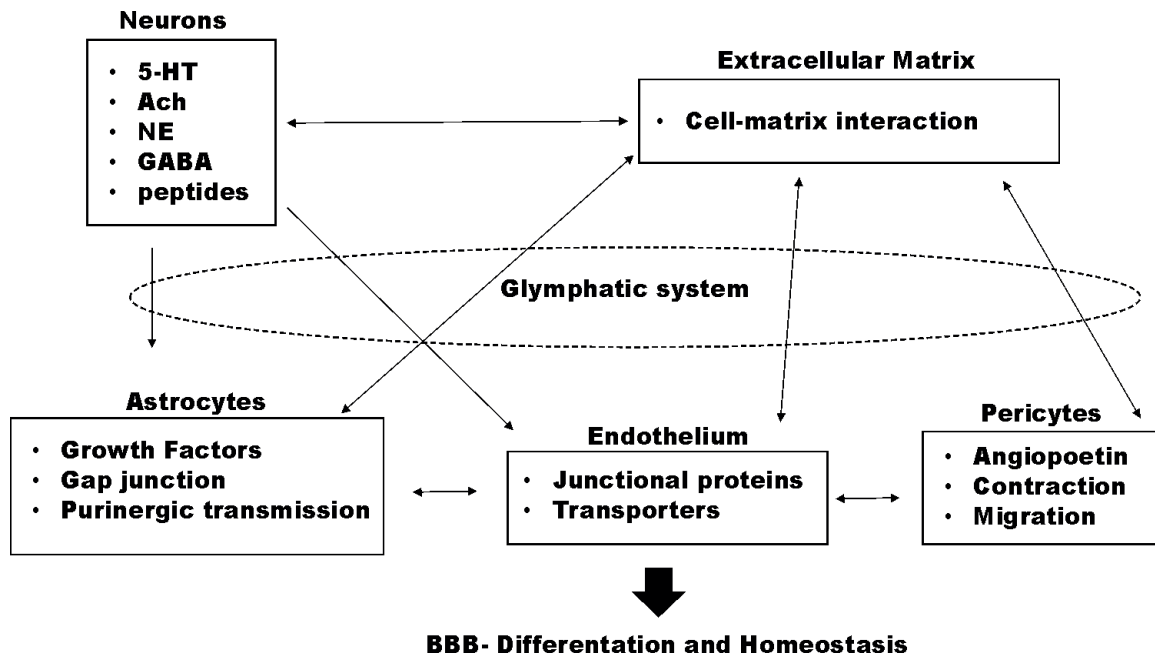 Neurons
• 5-HT
• Ach
• NE
• GABA
• peptides
Extracellular Matrix
• Cell-matrix interaction
Glymphatic system
Astrocytes
• Growth Factors
• Gap junction
• Purinergic transmission
Endothelium
• Junctional proteins
• Transporters
Pericytes
• Angiopoetin
• Contraction
• Migration
BBB- Differentation and Homeostasis